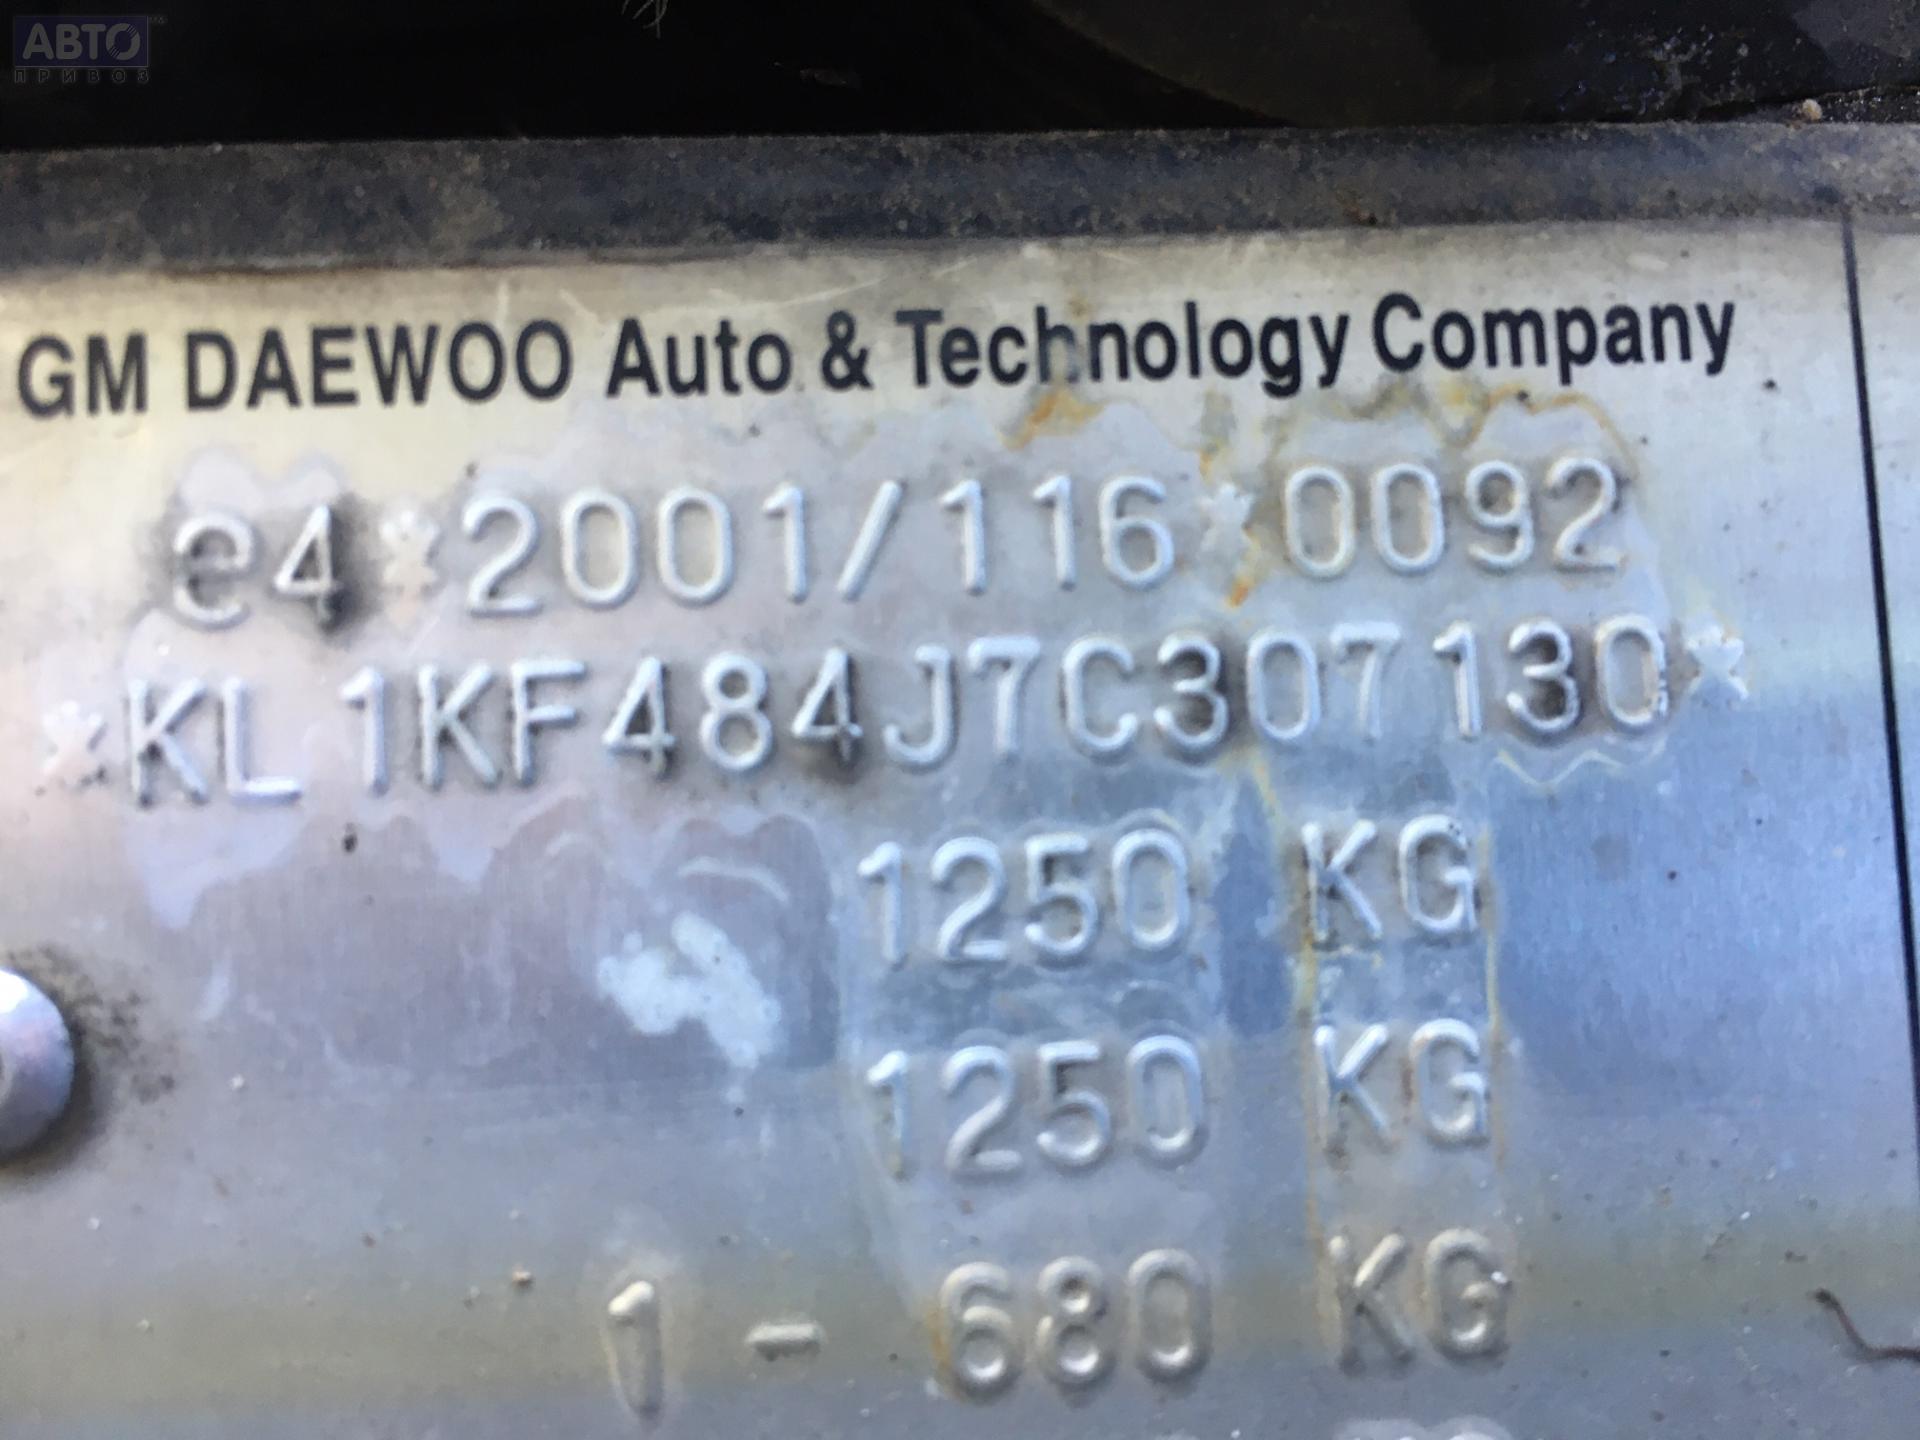 АВТО
ПРИВОЗ
GM DAEWOO Auto & Technology Company
e4*2001/116*0092
*KL1KF484J7C307130*
1250 KG
1250 KG
1 - 680 KG